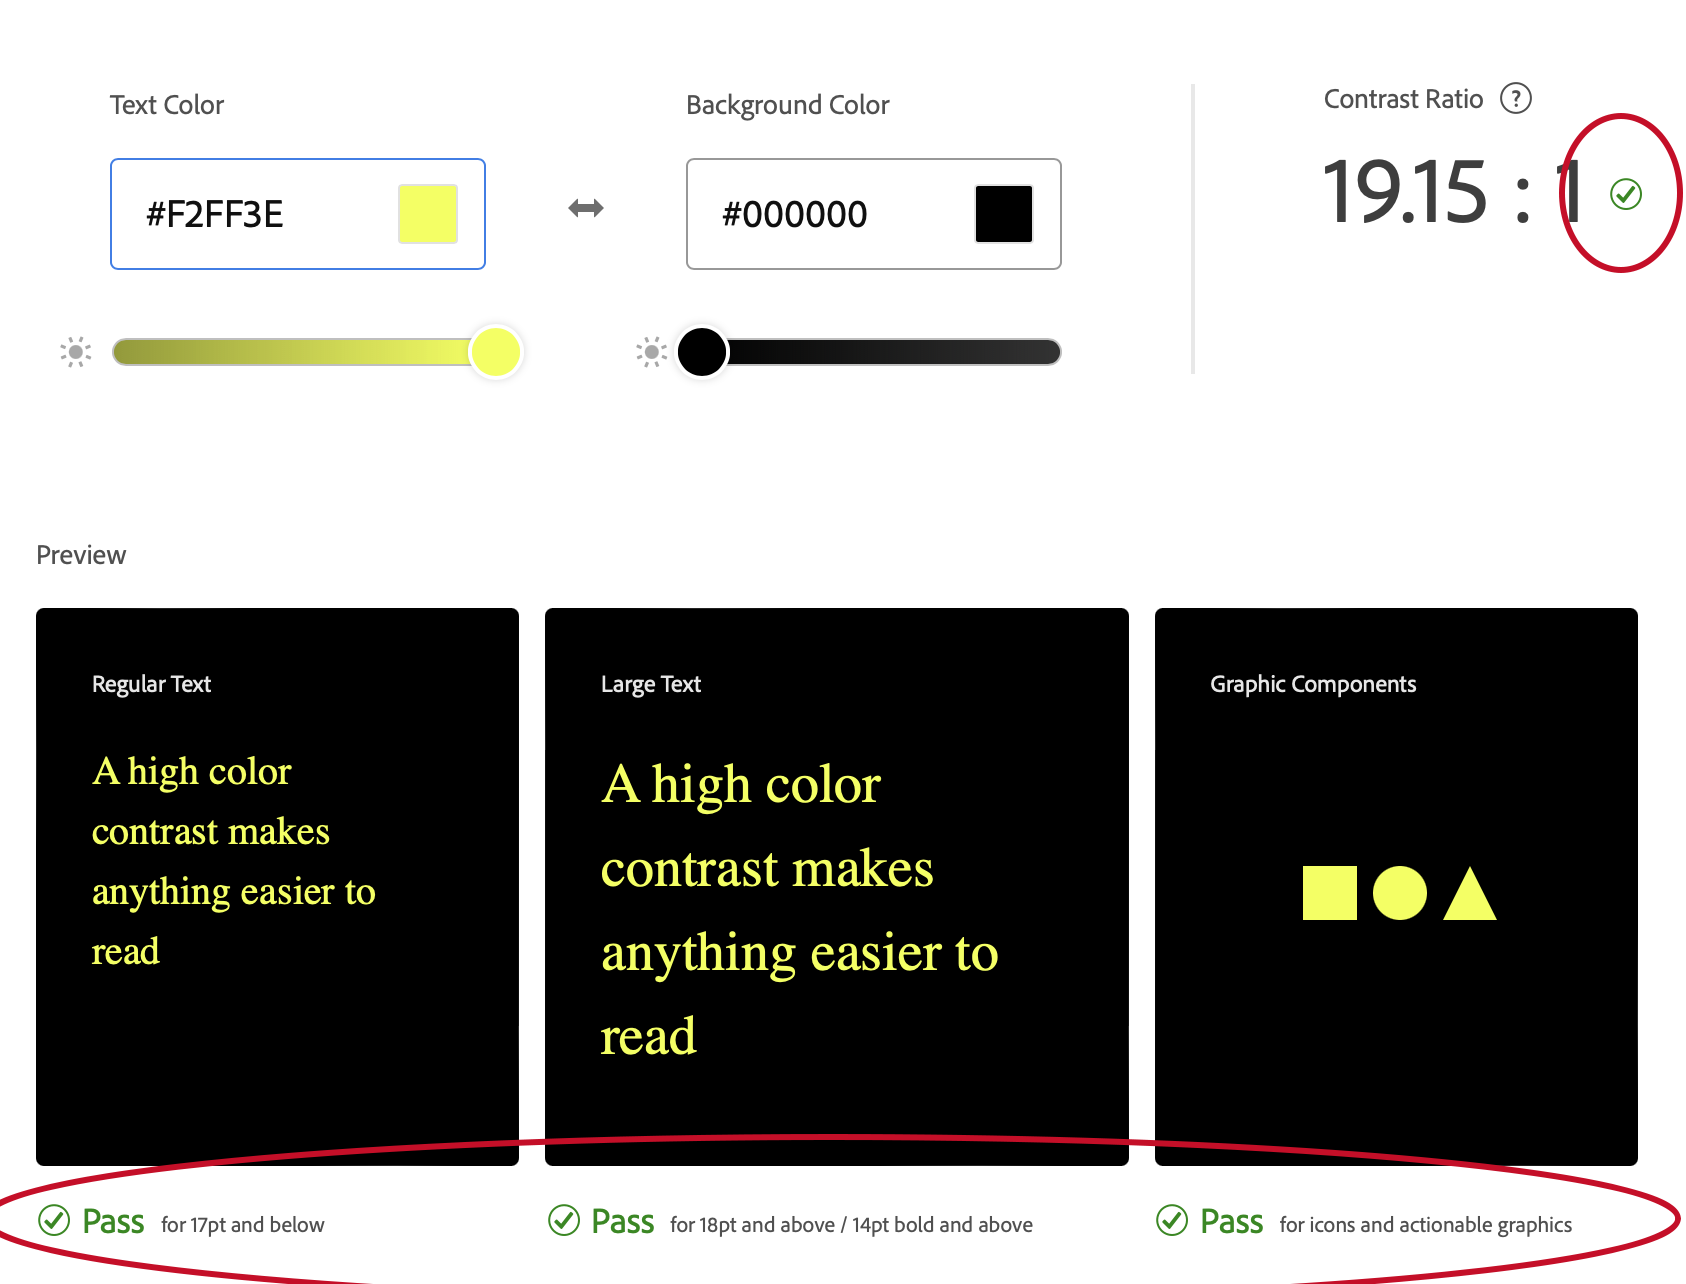 Text Color
#F2FF3E
Background Color
#000000
Contrast Ratio ?
19.15 : 1
Preview
Regular Text
A high color
contrast makes
anything easier to
read
Large Text
A high color
contrast makes
anything easier to
read
Graphic Components
Pass for 17pt and below
Pass for 18pt and above / 14pt bold and above
Pass for icons and actionable graphics